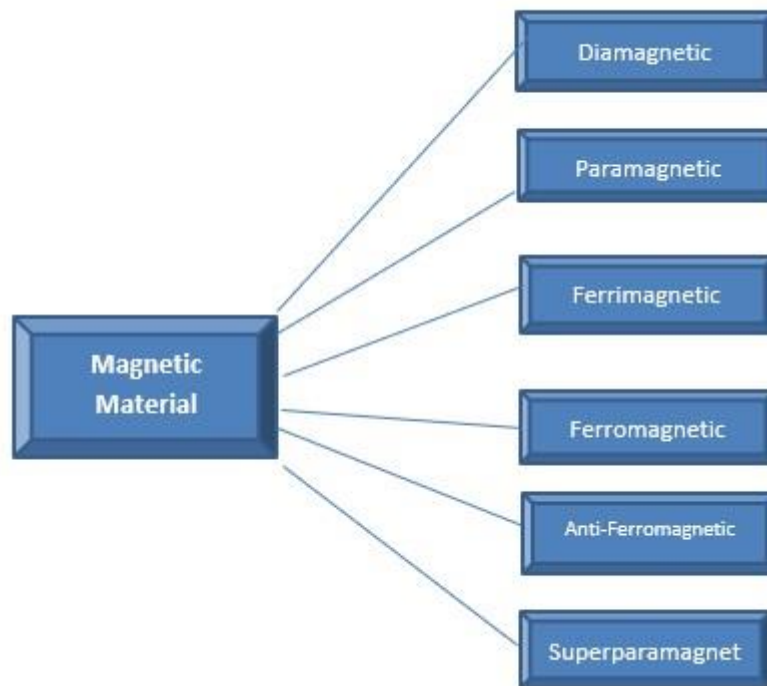 Diamagnetic
Paramagnetic
Ferrimagnetic
Magnetic
Material
Ferromagnetic
Anti-Ferromagnetic
Superparamagnet